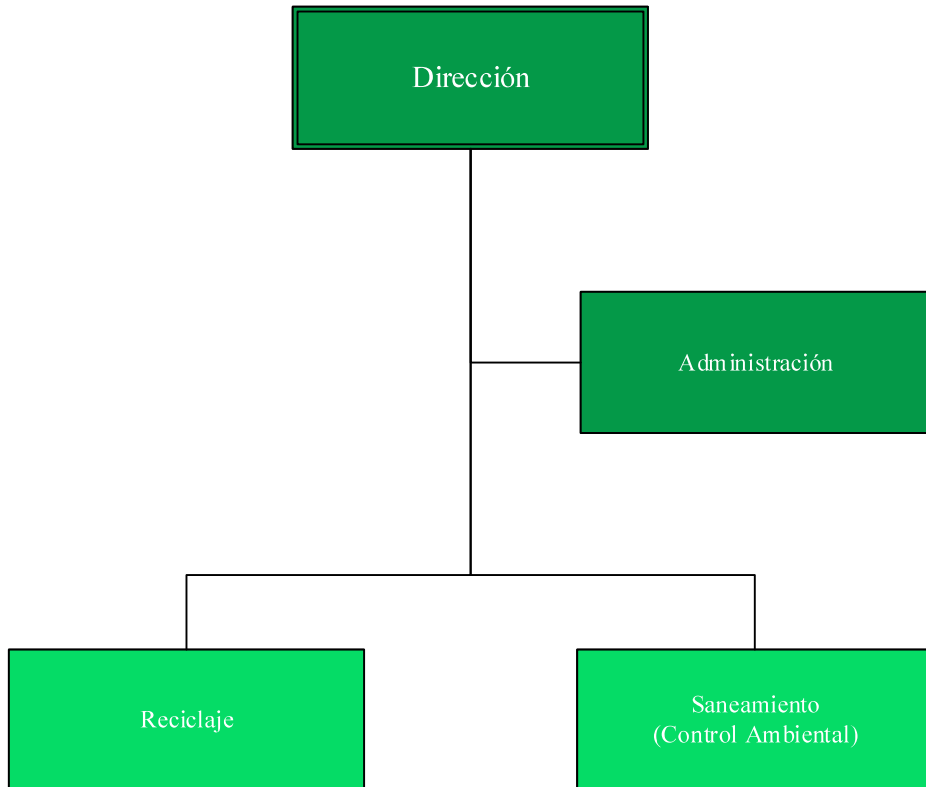 Dirección
Administración
Reciclaje
Saneamiento
(Control Ambiental)